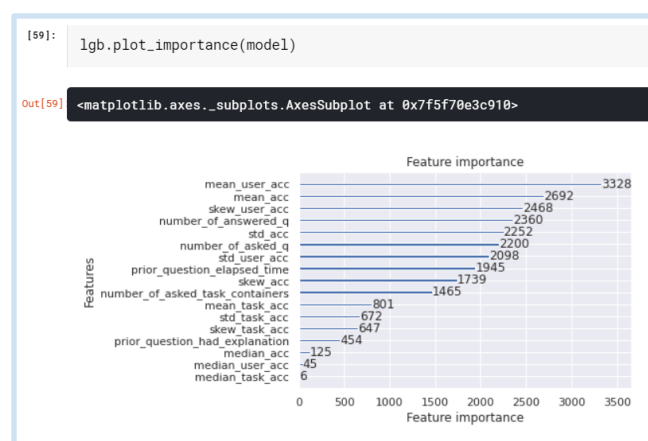 [59]:
lgb.plot_importance(model)
Out[59]
<matplotlib.axes._subplots.AxesSubplot at 0x7f5f70e3c910>
Feature importance
mean_user_acc 3328
mean_acc 2692
skew_user_acc 2468
number_of_answered_q 2360
std_acc 2252
number_of_asked_q 2200
std_user_acc 2098
prior_question_elapsed_time 1945
skew_acc 1739
number_of_asked_task_containers 1465
mean_task_acc 801
std_task_acc 672
skew_task_acc 647
prior_question_had_explanation 454
median_acc 125
median_user_acc 45
median_task_acc 6
Features
0 500 1000 1500 2000 2500 3000 3500
Feature importance